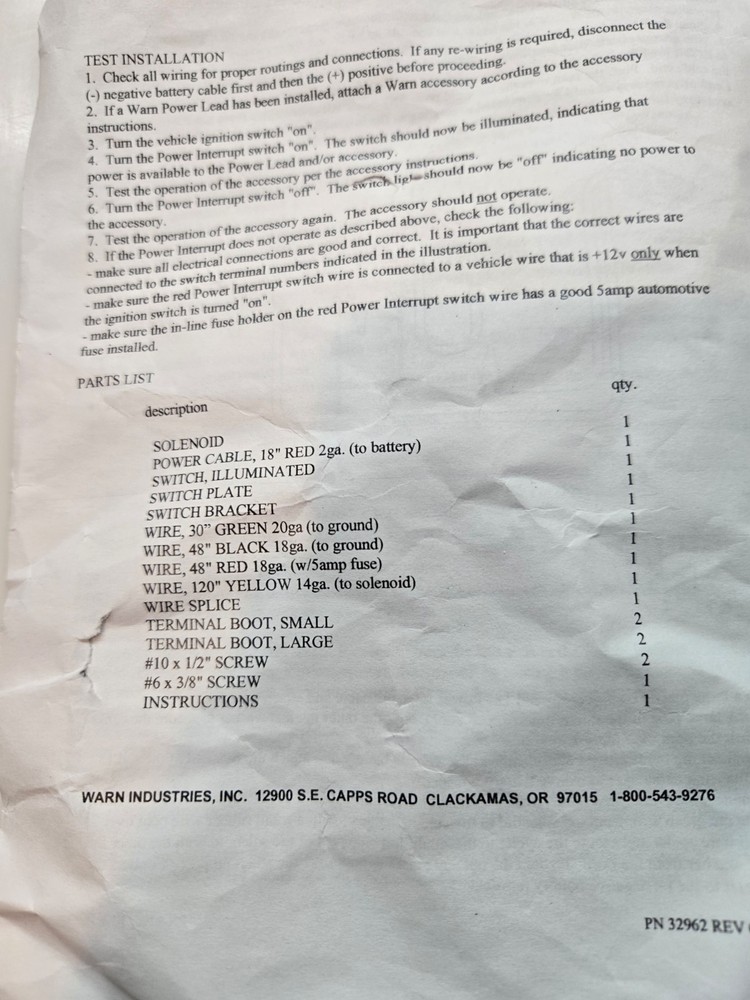 TEST INSTALLATION
1. Check all wiring for proper routings and connections. If any re-wiring is required, disconnect the
(-) negative battery cable first and then the (+) positive before proceeding.
2. If a Warn Power Lead has been installed, attach a Warn accessory according to the accessory
instructions.
3. Turn the vehicle ignition switch "on".
4. Turn the Power Interrupt switch "on". The switch should now be illuminated, indicating that
power is available to the Power Lead and/or accessory.
5. Test the operation of the accessory per the accessory instructions.
6. Turn the Power Interrupt switch "off". The switch light should now be "off" indicating no power to
the accessory.
7. Test the operation of the accessory again. The accessory should not operate.
8. If the Power Interrupt does not operate as described above, check the following:
- make sure all electrical connections are good and correct. It is important that the correct wires are
connected to the switch terminal numbers indicated in the illustration.
- make sure the red Power Interrupt switch wire is connected to a vehicle wire that is +12v only when
the ignition switch is turned "on".
- make sure the in-line fuse holder on the red Power Interrupt switch wire has a good 5amp automotive
fuse installed.
PARTS LIST
description qty.
SOLENOID 1
POWER CABLE, 18" RED 2ga. (to battery) 1
SWITCH, ILLUMINATED 1
SWITCH PLATE 1
SWITCH BRACKET 1
WIRE, 30" GREEN 20ga (to ground) 1
WIRE, 48" BLACK 18ga. (to ground) 1
WIRE, 48" RED 18ga. (w/5amp fuse) 1
WIRE, 120" YELLOW 14ga. (to solenoid) 1
WIRE SPLICE 1
TERMINAL BOOT, SMALL 2
TERMINAL BOOT, LARGE 2
#10 x 1/2" SCREW 2
#6 x 3/8" SCREW 1
INSTRUCTIONS 1
WARN INDUSTRIES, INC. 12900 S.E. CAPPS ROAD CLACKAMAS, OR 97015 1-800-543-9276
PN 32962 REV